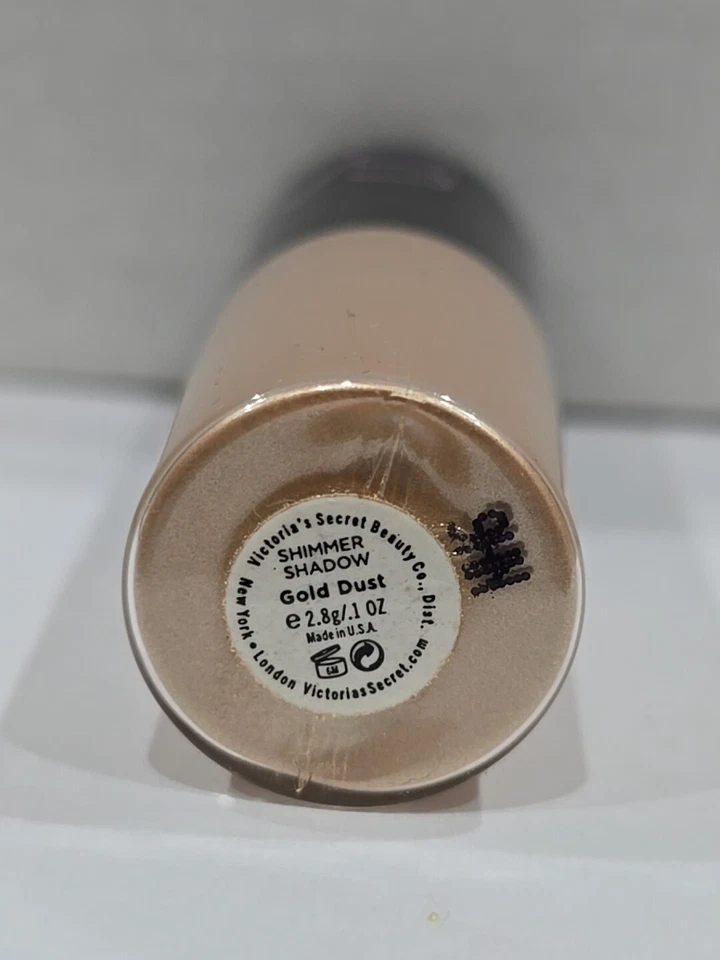 Victoria's Secret Beauty Co., Dist.
SHIMMER
SHADOW
Gold Dust
℮ 2.8g/.1 OZ
Made in U.S.A.
New York • London VictoriasSecret.com